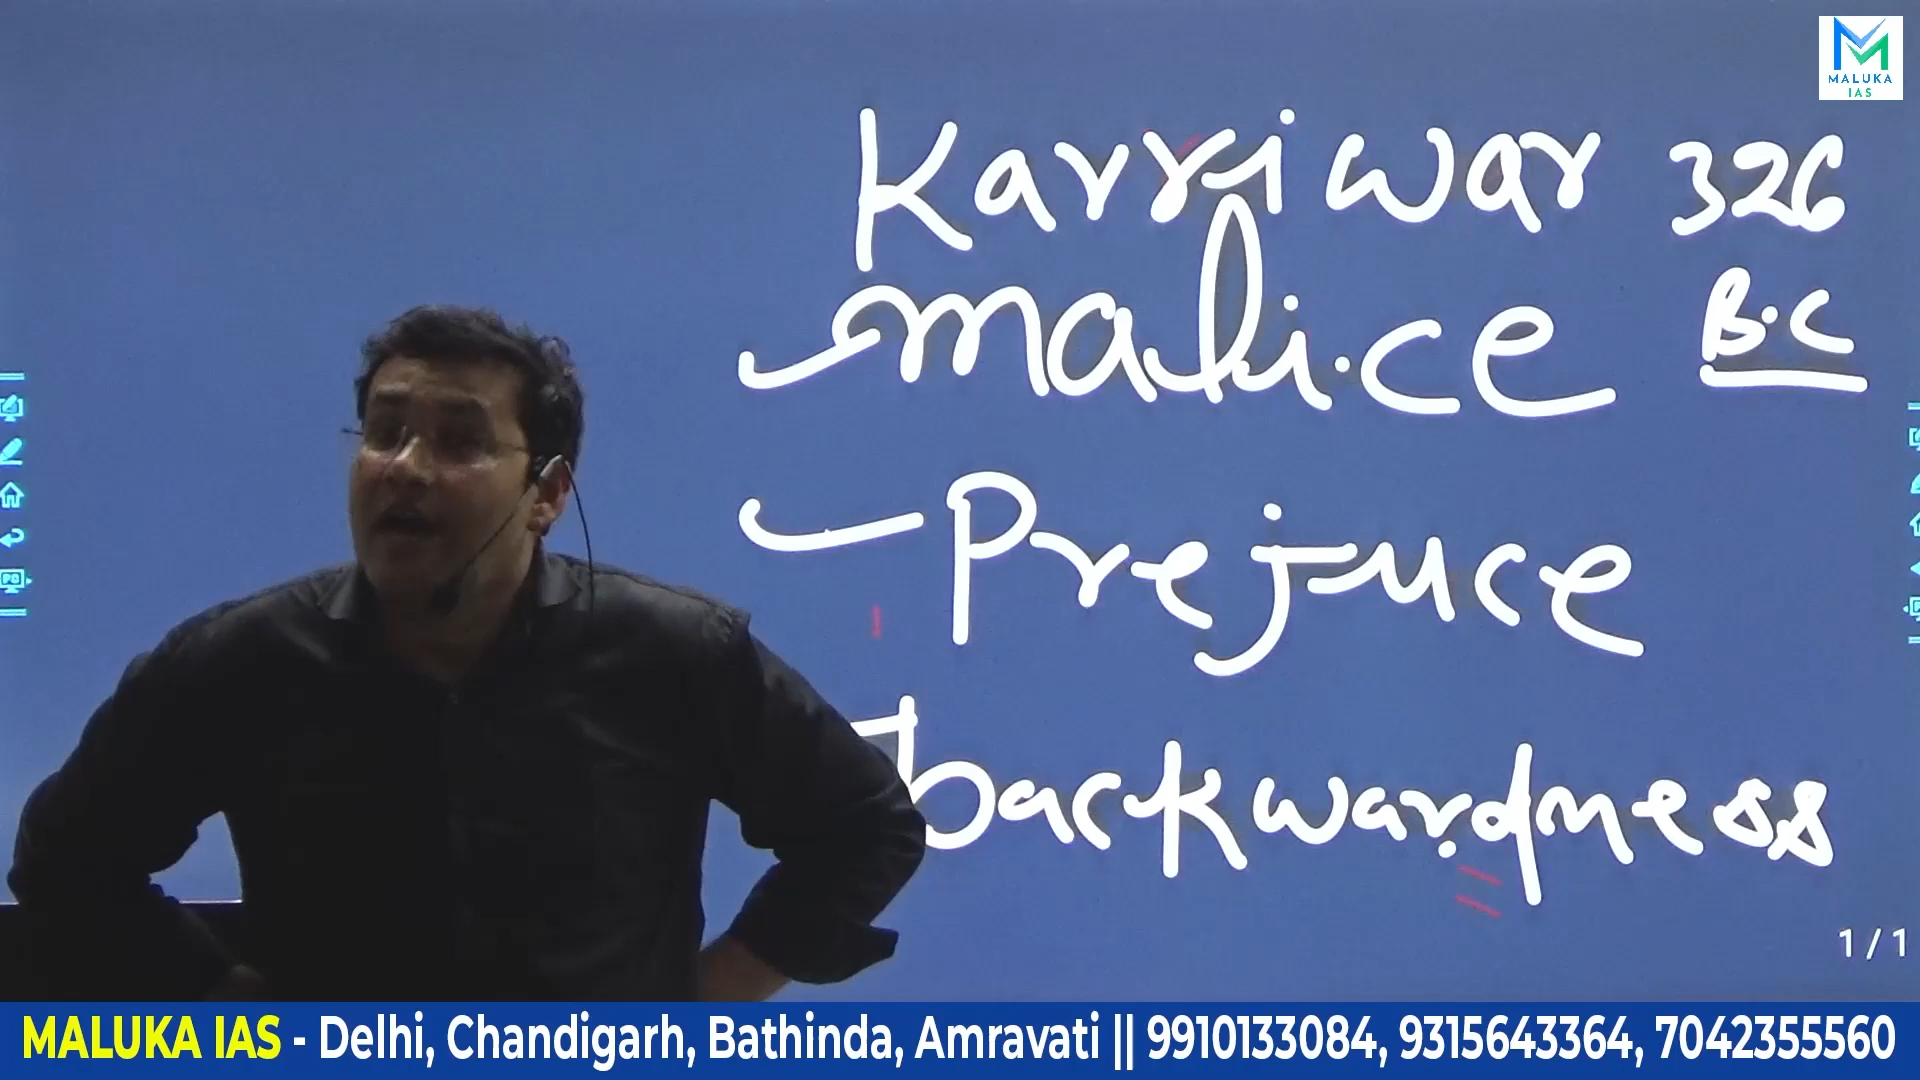 MALUKA
IAS
Karriwar 326
B.C
malice
Prejuce
backwardness
1/1
MALUKA IAS - Delhi, Chandigarh, Bathinda, Amravati || 9910133084, 9315643364, 7042355560